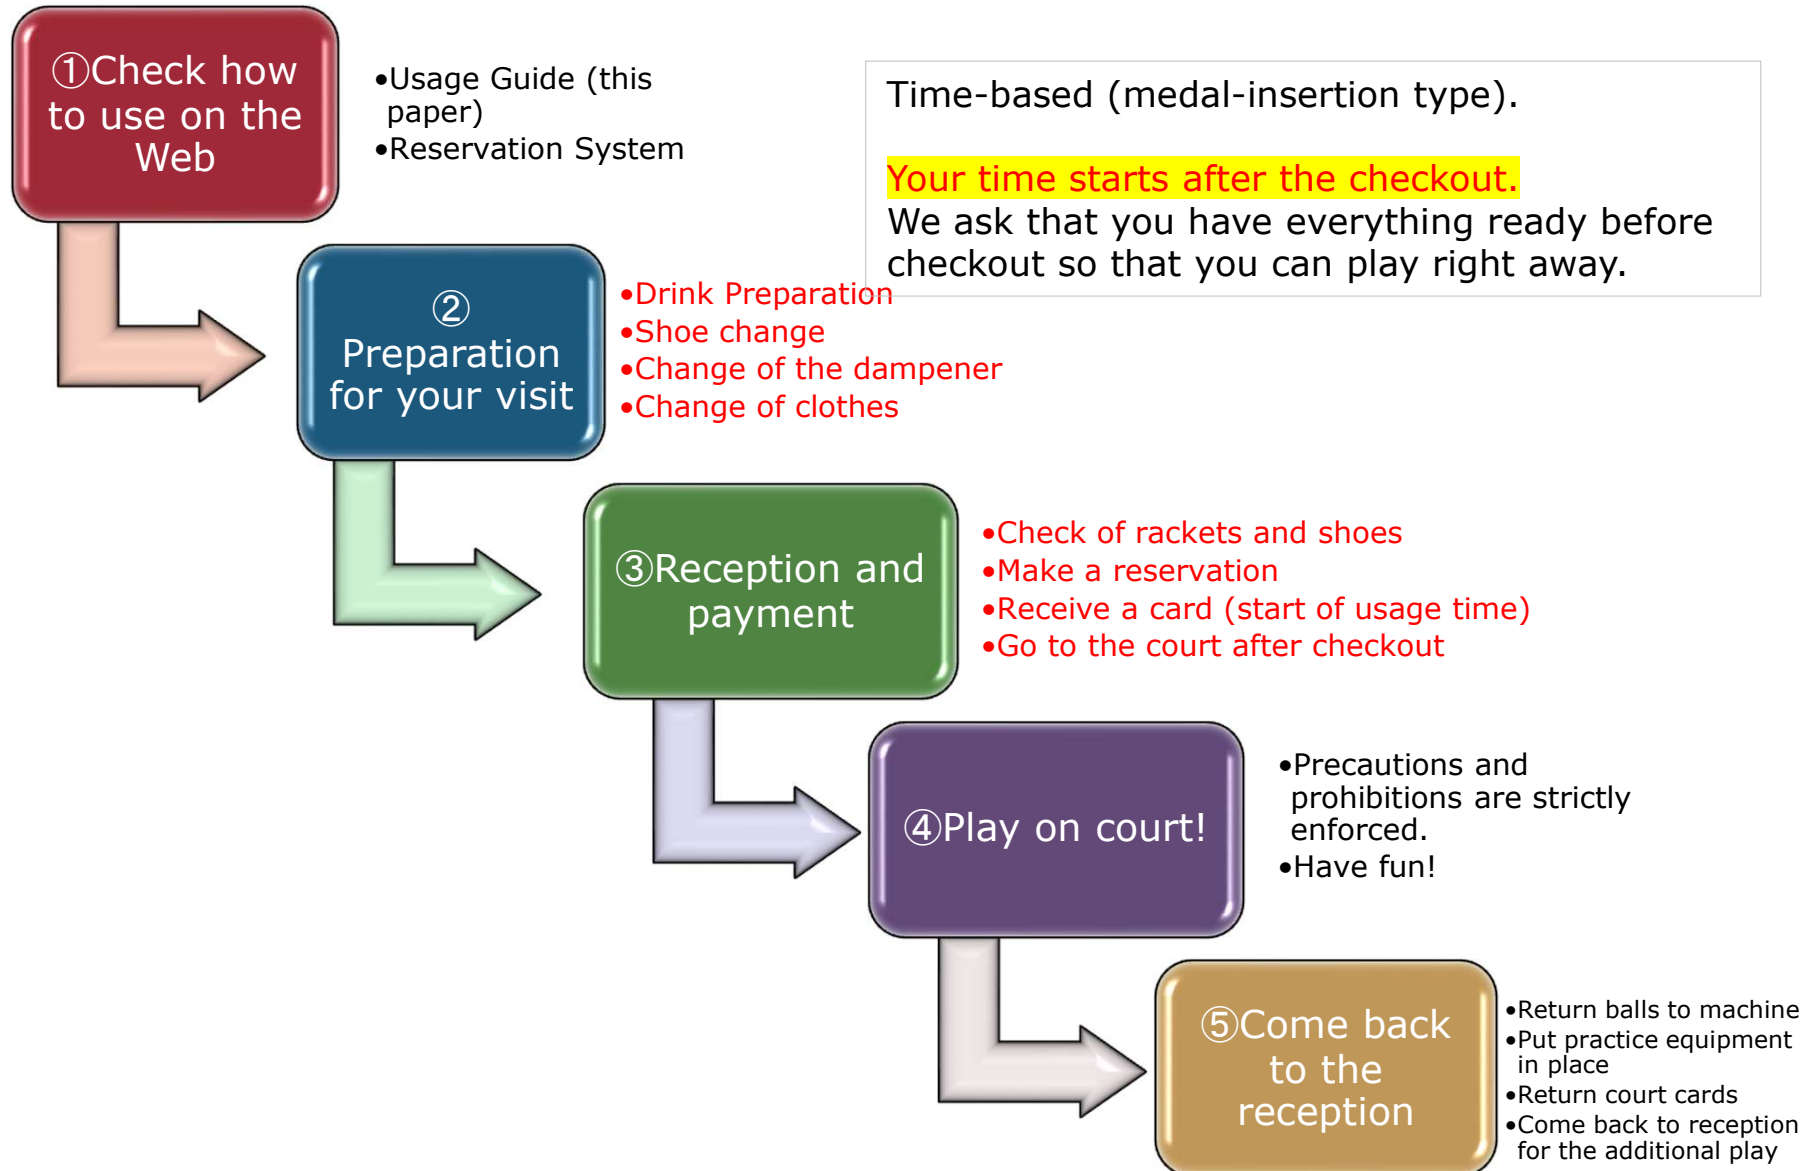 ①Check how
to use on the
Web
•Usage Guide (this
paper)
•Reservation System
Time-based (medal-insertion type).
Your time starts after the checkout.
We ask that you have everything ready before
checkout so that you can play right away.
②
Preparation
for your visit
•Drink Preparation
•Shoe change
•Change of the dampener
•Change of clothes
③Reception and
payment
•Check of rackets and shoes
•Make a reservation
•Receive a card (start of usage time)
•Go to the court after checkout
④Play on court!
•Precautions and
prohibitions are strictly
enforced.
•Have fun!
⑤Come back
to the
reception
•Return balls to machine
•Put practice equipment
in place
•Return court cards
•Come back to reception
for the additional play